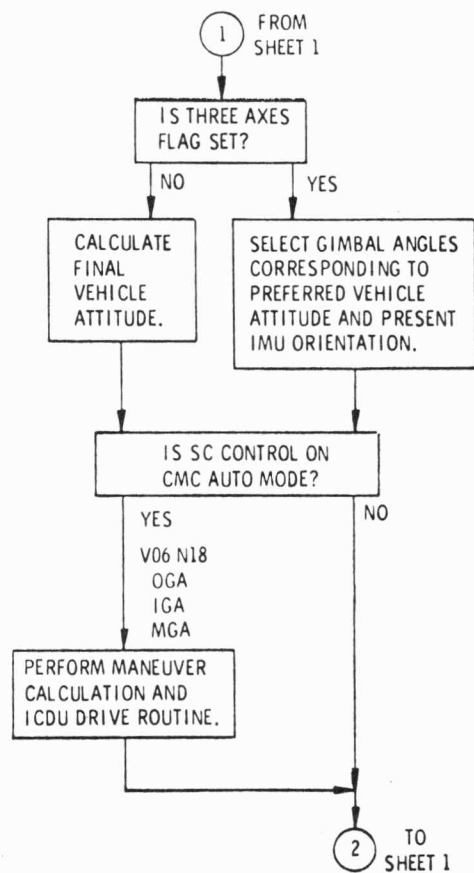 1
FROM
SHEET 1
IS THREE AXES
FLAG SET?
NO
YES
CALCULATE
FINAL
VEHICLE
ATTITUDE.
SELECT GIMBAL ANGLES
CORRESPONDING TO
PREFERRED VEHICLE
ATTITUDE AND PRESENT
IMU ORIENTATION.
IS SC CONTROL ON
CMC AUTO MODE?
YES
NO
V06 N18
OGA
IGA
MGA
PERFORM MANEUVER
CALCULATION AND
ICDU DRIVE ROUTINE.
2
TO
SHEET 1